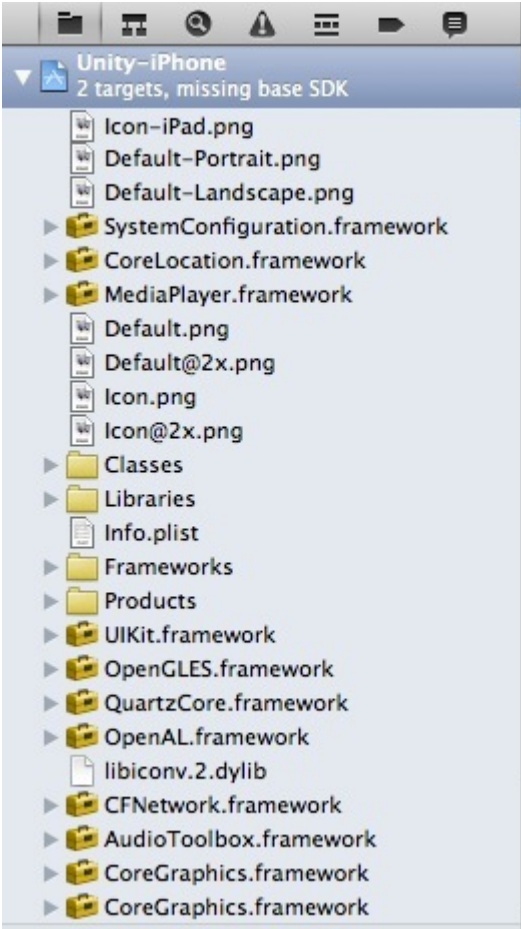 Unity-iPhone
2 targets, missing base SDK
Icon-iPad.png
Default-Portrait.png
Default-Landscape.png
SystemConfiguration.framework
CoreLocation.framework
MediaPlayer.framework
Default.png
Default@2x.png
Icon.png
Icon@2x.png
Classes
Libraries
Info.plist
Frameworks
Products
UIKit.framework
OpenGLES.framework
QuartzCore.framework
OpenAL.framework
libiconv.2.dylib
CFNetwork.framework
AudioToolbox.framework
CoreGraphics.framework
CoreGraphics.framework